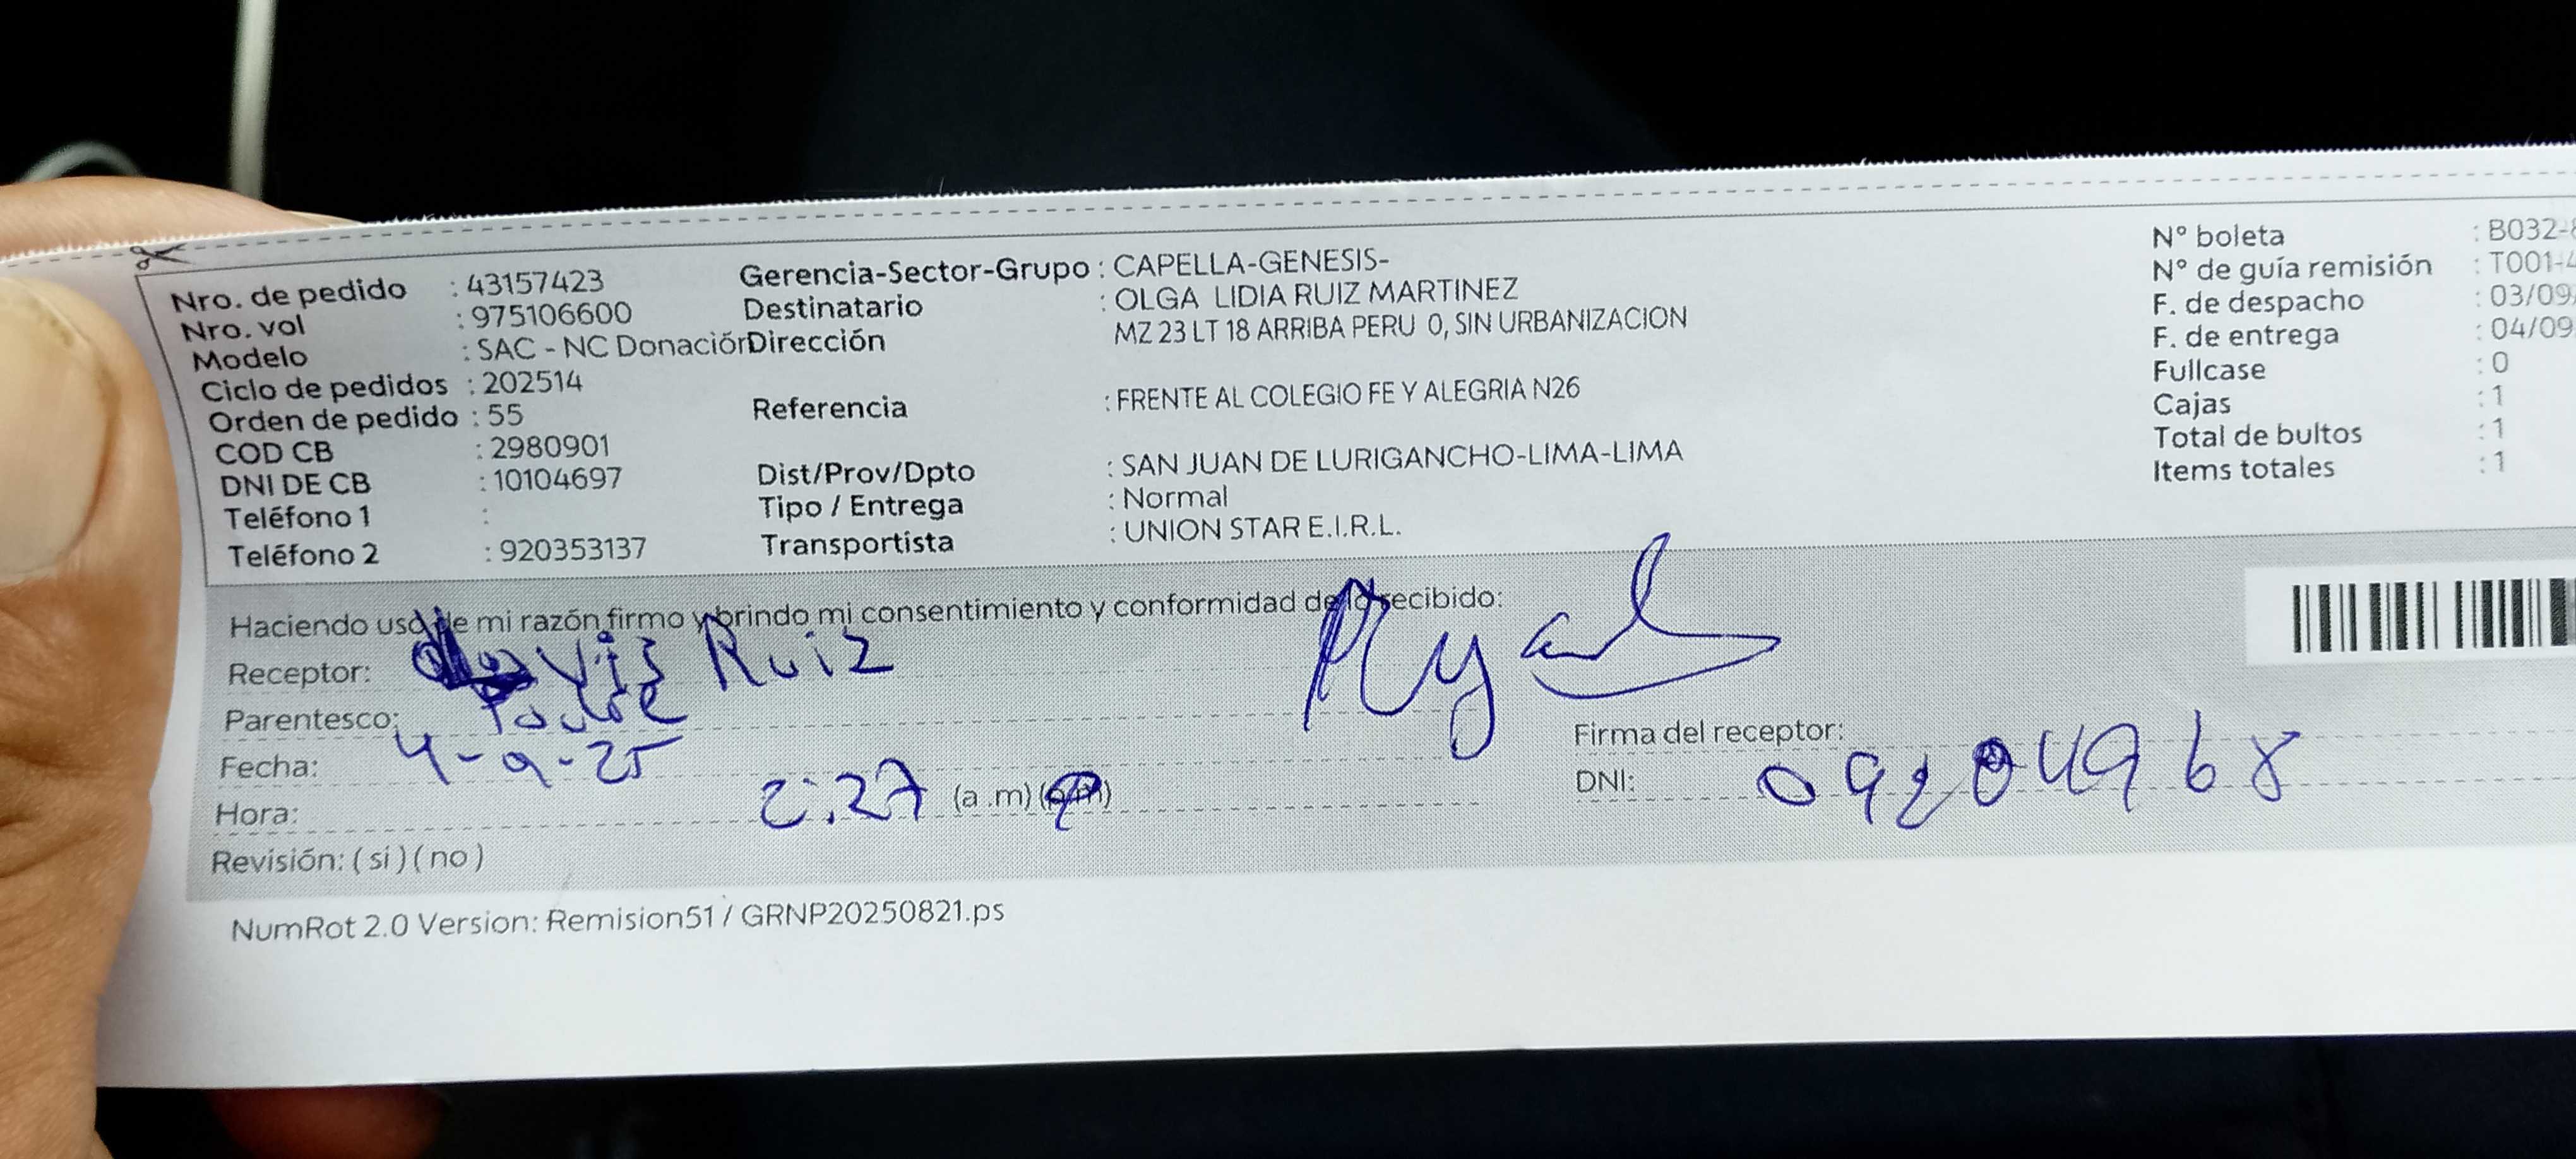 Nro. de pedido : 43157423
Nro. vol : 975106600
Modelo : SAC - NC Donación
Ciclo de pedidos : 202514
Orden de pedido : 55
COD CB : 2980901
DNI DE CB : 10104697
Teléfono 1 :
Teléfono 2 : 920353137
Gerencia-Sector-Grupo : CAPELLA-GENESIS-
Destinatario : OLGA LIDIA RUIZ MARTINEZ
Dirección MZ 23 LT 18 ARRIBA PERU 0, SIN URBANIZACION
Referencia : FRENTE AL COLEGIO FE Y ALEGRIA N26
Dist/Prov/Dpto : SAN JUAN DE LURIGANCHO-LIMA-LIMA
Tipo / Entrega : Normal
Transportista : UNION STAR E.I.R.L.
N° boleta : B032-
N° de guía remisión : T001-4
F. de despacho : 03/09
F. de entrega : 04/09
Fullcase : 0
Cajas : 1
Total de bultos : 1
Items totales : 1
Haciendo uso de mi razón firmo y brindo mi consentimiento y conformidad de lo recibido:
Receptor: Ruiz
Parentesco: Padre
Fecha: 4-9-25
Hora: 2:27 (a .m) (p.m)
Revisión: ( si ) ( no )
Firma del receptor:
DNI:
NumRot 2.0 Version: Remision51 / GRNP20250821.ps